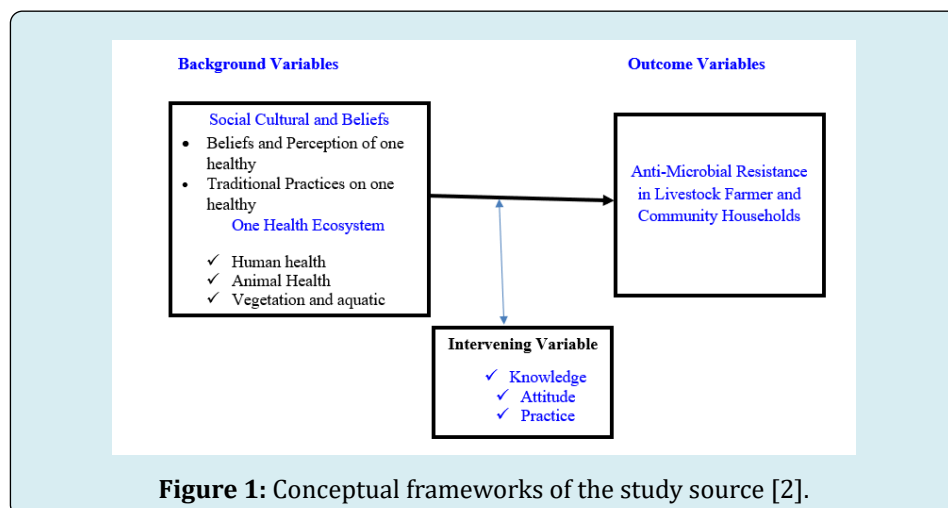 Background Variables
Outcome Variables
Social Cultural and Beliefs
• Beliefs and Perception of one
healthy
• Traditional Practices on one
healthy
One Health Ecosystem
✓ Human health
✓ Animal Health
✓ Vegetation and aquatic
Anti-Microbial Resistance
in Livestock Farmer and
Community Households
Intervening Variable
✓ Knowledge
✓ Attitude
✓ Practice
Figure 1: Conceptual frameworks of the study source [2].